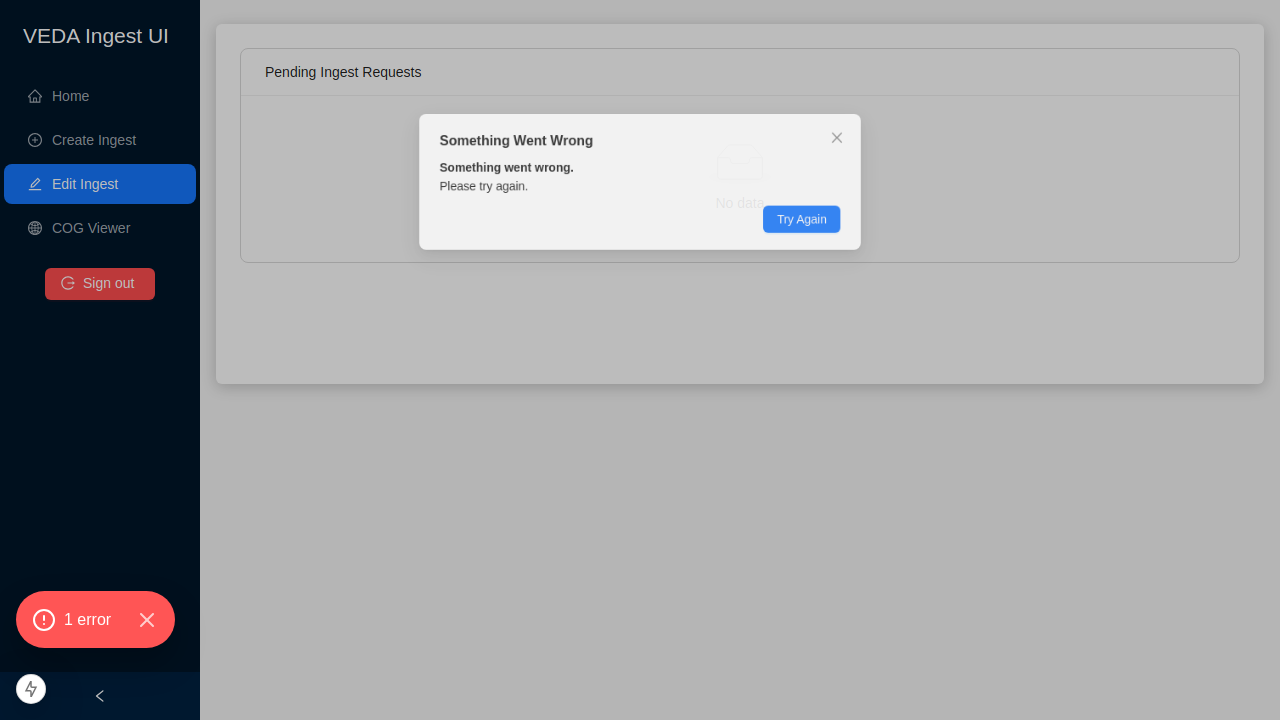 VEDA Ingest UI
Home
Create Ingest
Edit Ingest
COG Viewer
Sign out
Pending Ingest Requests
Something Went Wrong
Something went wrong.
Please try again.
No data
Try Again
1 error